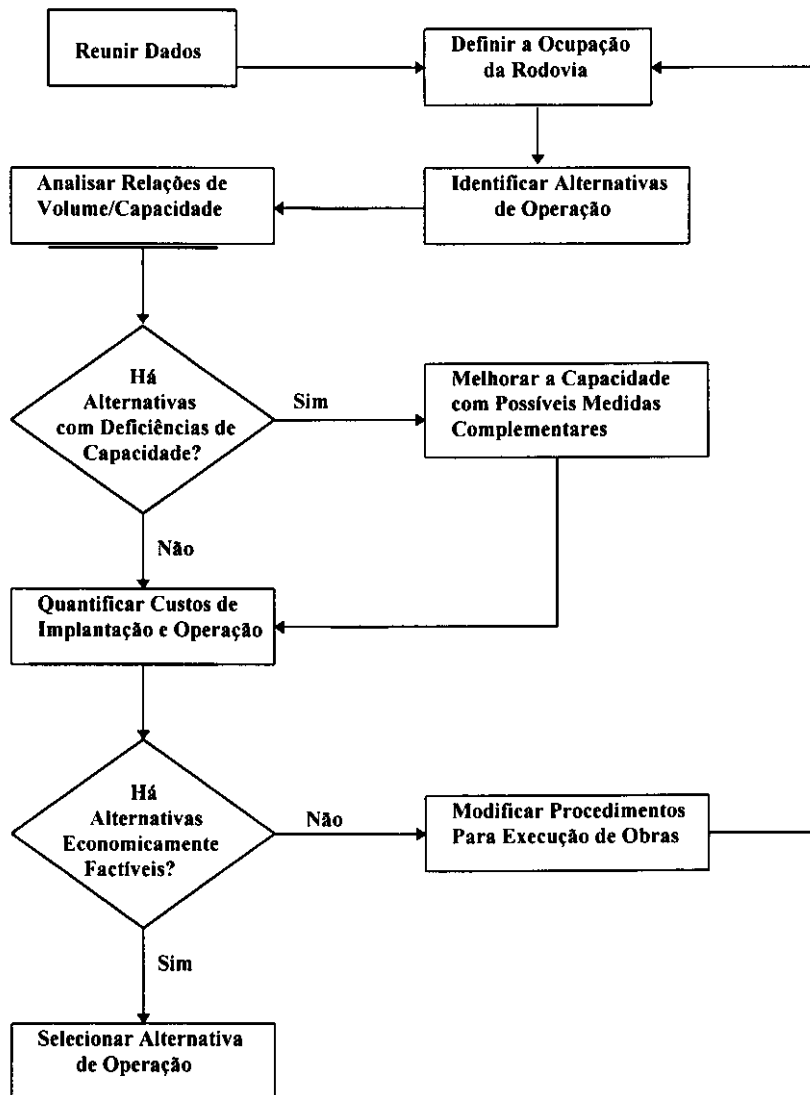 Reunir Dados
Definir a Ocupação
da Rodovia
Analisar Relações de
Volume/Capacidade
Identificar Alternativas
de Operação
Há
Alternativas
com Deficiências de
Capacidade?
Sim
Melhorar a Capacidade
com Possíveis Medidas
Complementares
Não
Quantificar Custos de
Implantação e Operação
Há
Alternativas
Economicamente
Factíveis?
Não
Modificar Procedimentos
Para Execução de Obras
Sim
Selecionar Alternativa
de Operação